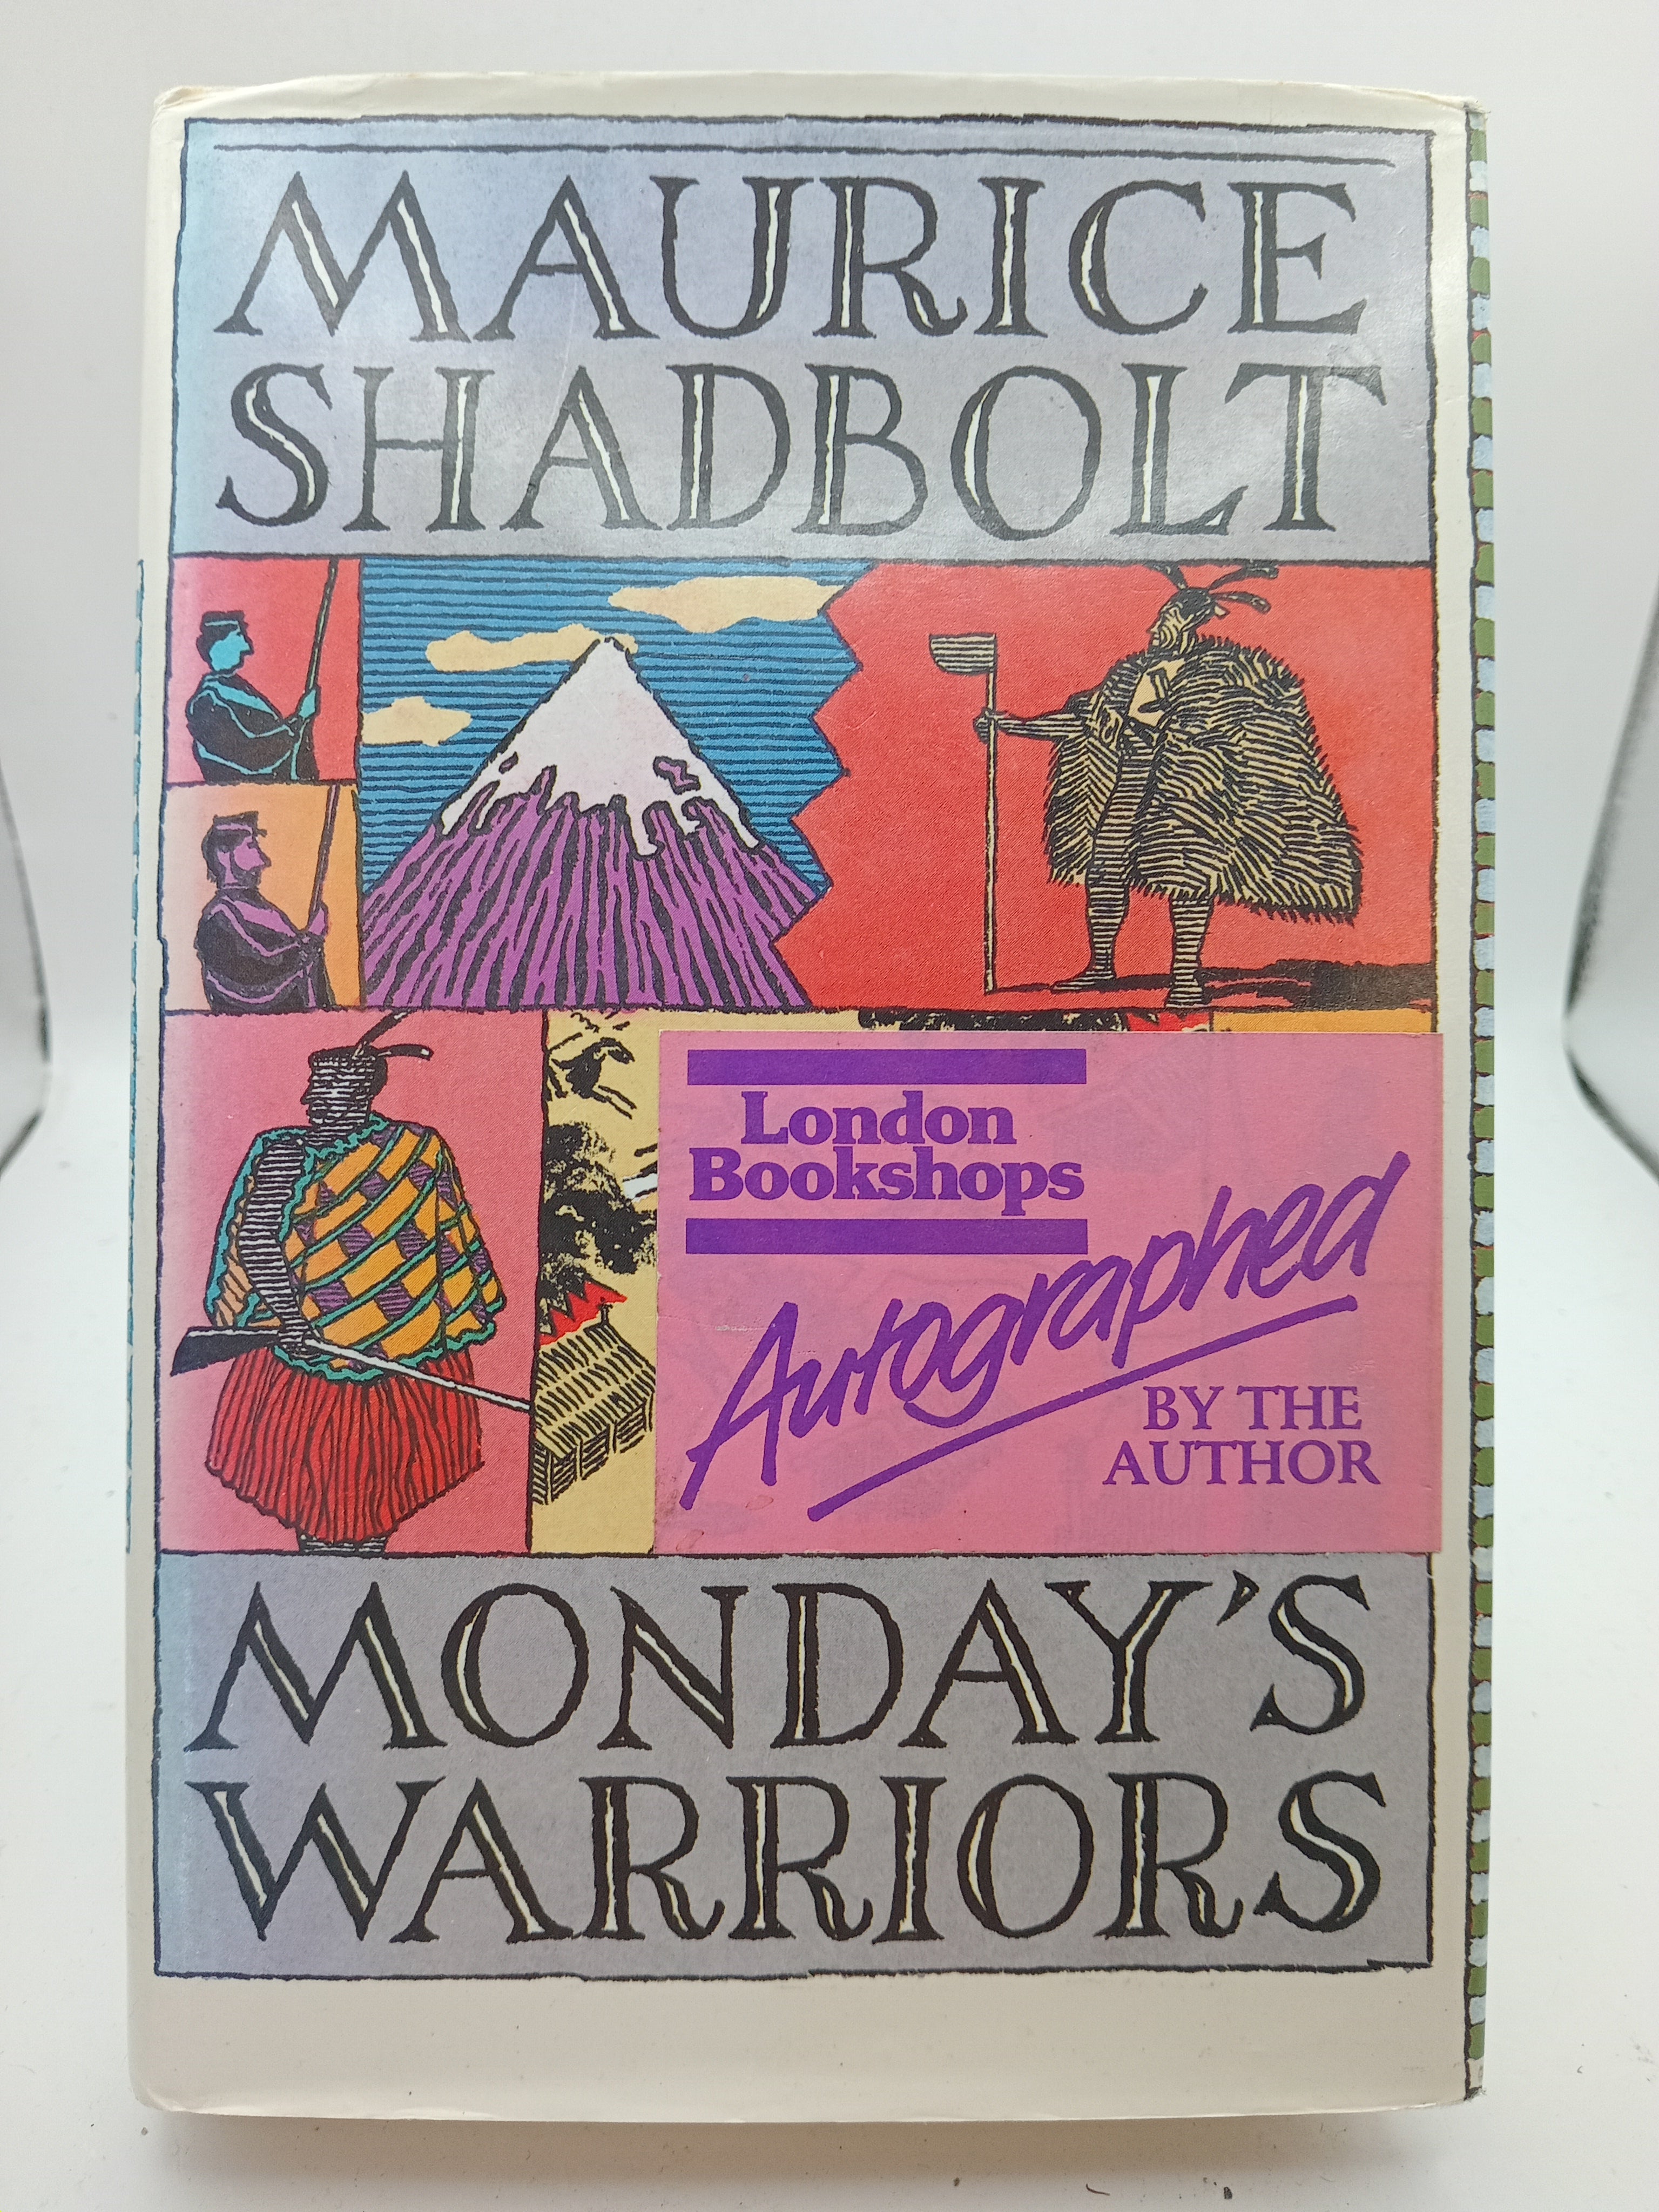 MAURICE
SHADBOLT
London
Bookshops
Autographed
BY THE
AUTHOR
MONDAY'S
WARRIORS